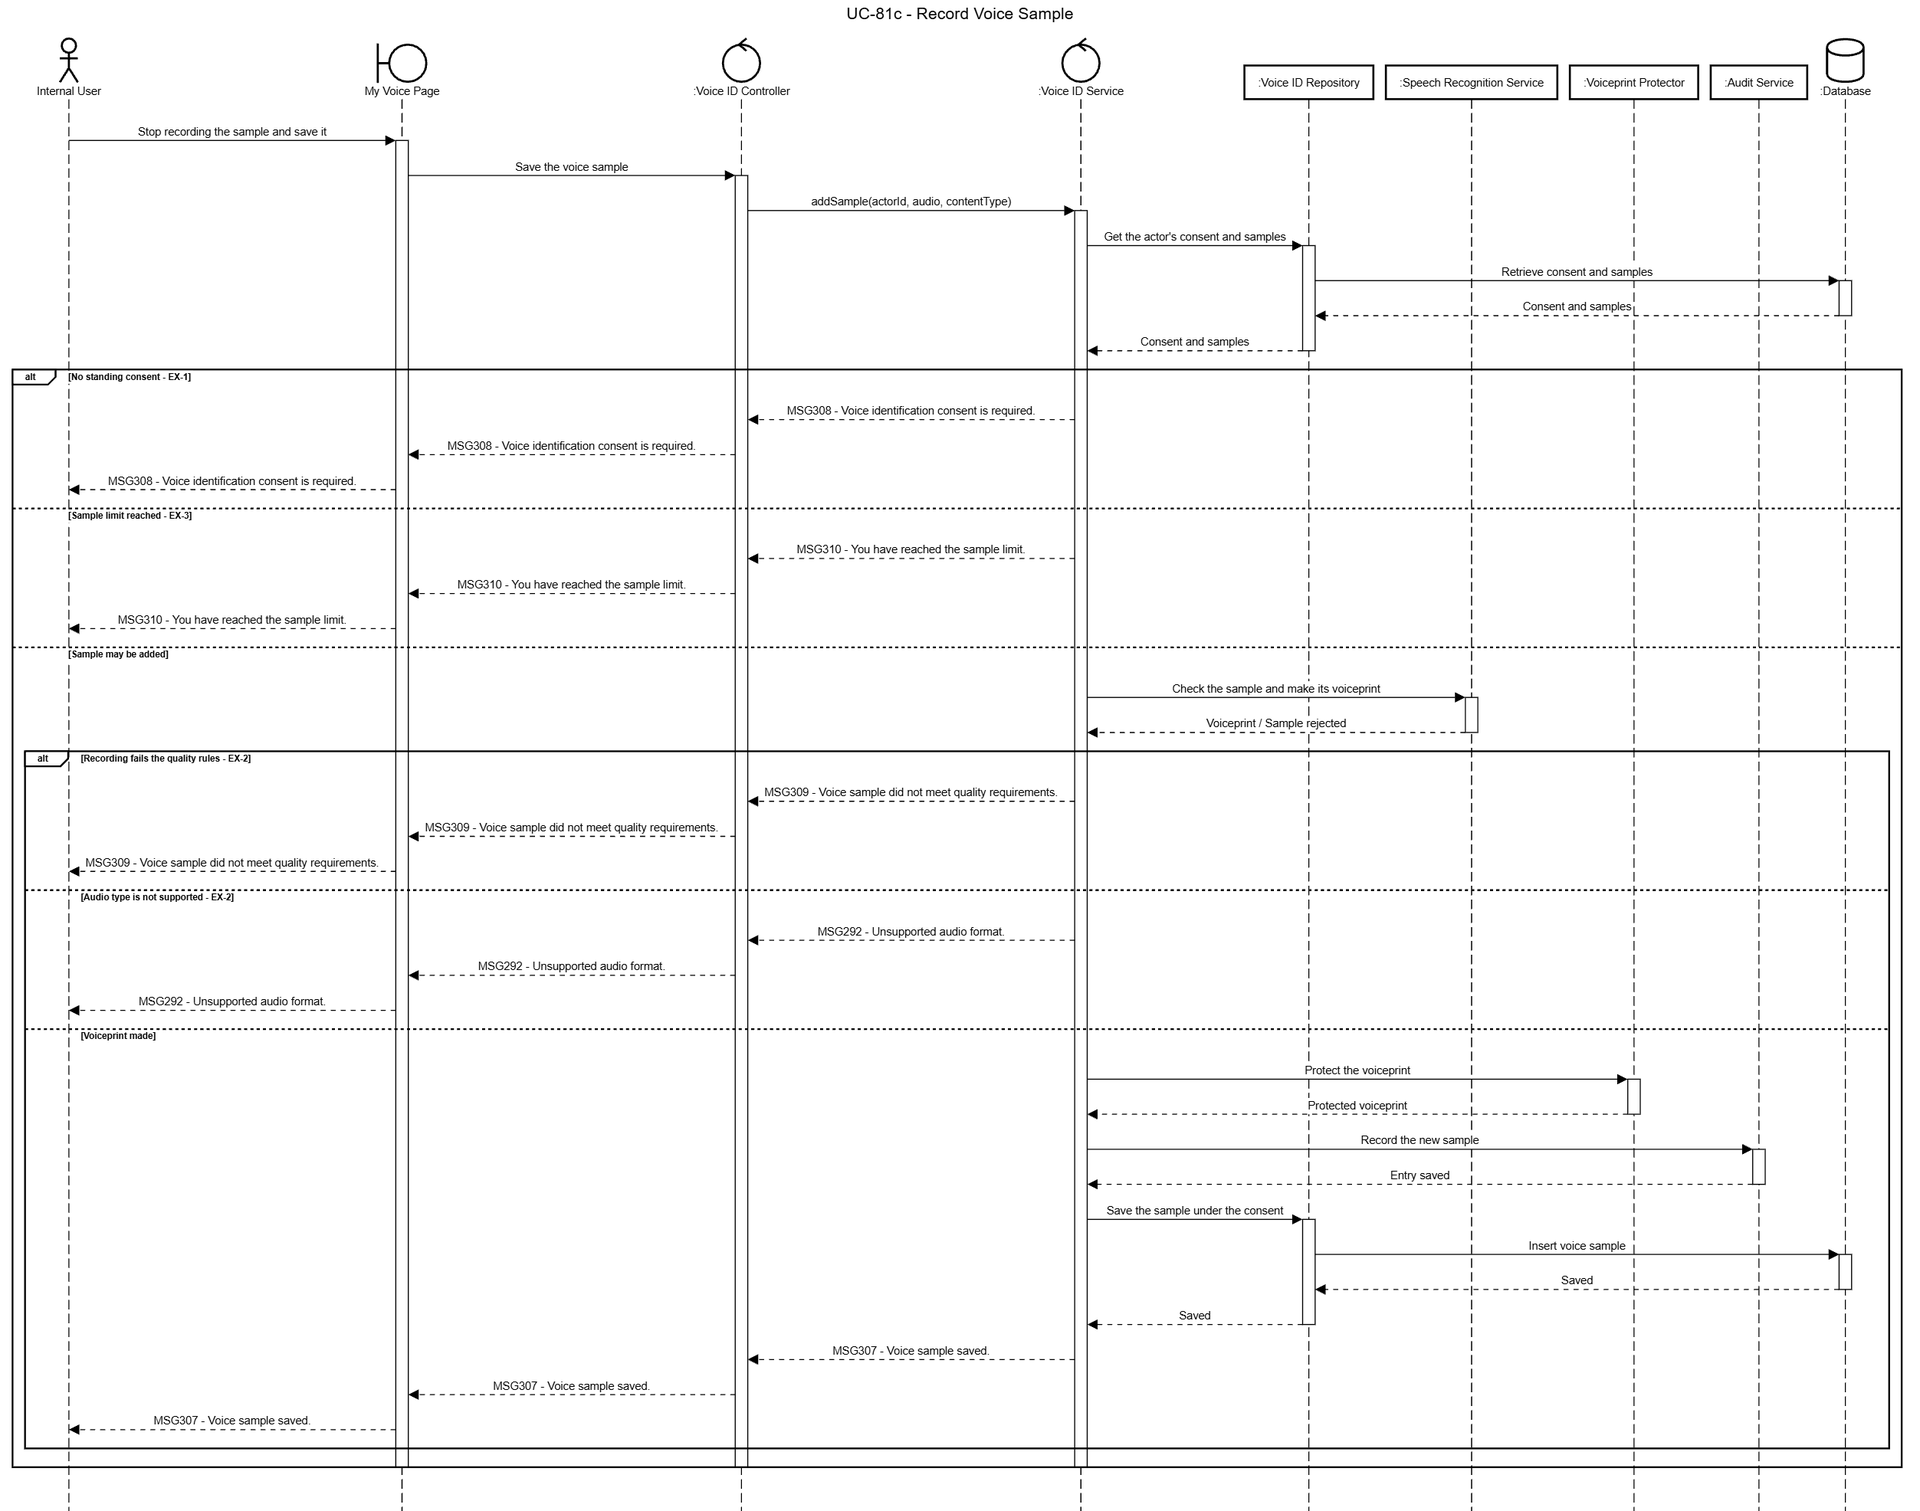 UC-81c - Record Voice Sample
Internal User
My Voice Page
:Voice ID Controller
:Voice ID Service
:Voice ID Repository
:Speech Recognition Service
:Voiceprint Protector
:Audit Service
:Database
Stop recording the sample and save it
Save the voice sample
addSample(actorId, audio, contentType)
Get the actor's consent and samples
Retrieve consent and samples
Consent and samples
Consent and samples
alt
[No standing consent - EX-1]
MSG308 - Voice identification consent is required.
MSG308 - Voice identification consent is required.
MSG308 - Voice identification consent is required.
[Sample limit reached - EX-3]
MSG310 - You have reached the sample limit.
MSG310 - You have reached the sample limit.
MSG310 - You have reached the sample limit.
[Sample may be added]
Check the sample and make its voiceprint
Voiceprint / Sample rejected
alt
[Recording fails the quality rules - EX-2]
MSG309 - Voice sample did not meet quality requirements.
MSG309 - Voice sample did not meet quality requirements.
MSG309 - Voice sample did not meet quality requirements.
[Audio type is not supported - EX-2]
MSG292 - Unsupported audio format.
MSG292 - Unsupported audio format.
MSG292 - Unsupported audio format.
[Voiceprint made]
Protect the voiceprint
Protected voiceprint
Record the new sample
Entry saved
Save the sample under the consent
Insert voice sample
Saved
Saved
MSG307 - Voice sample saved.
MSG307 - Voice sample saved.
MSG307 - Voice sample saved.